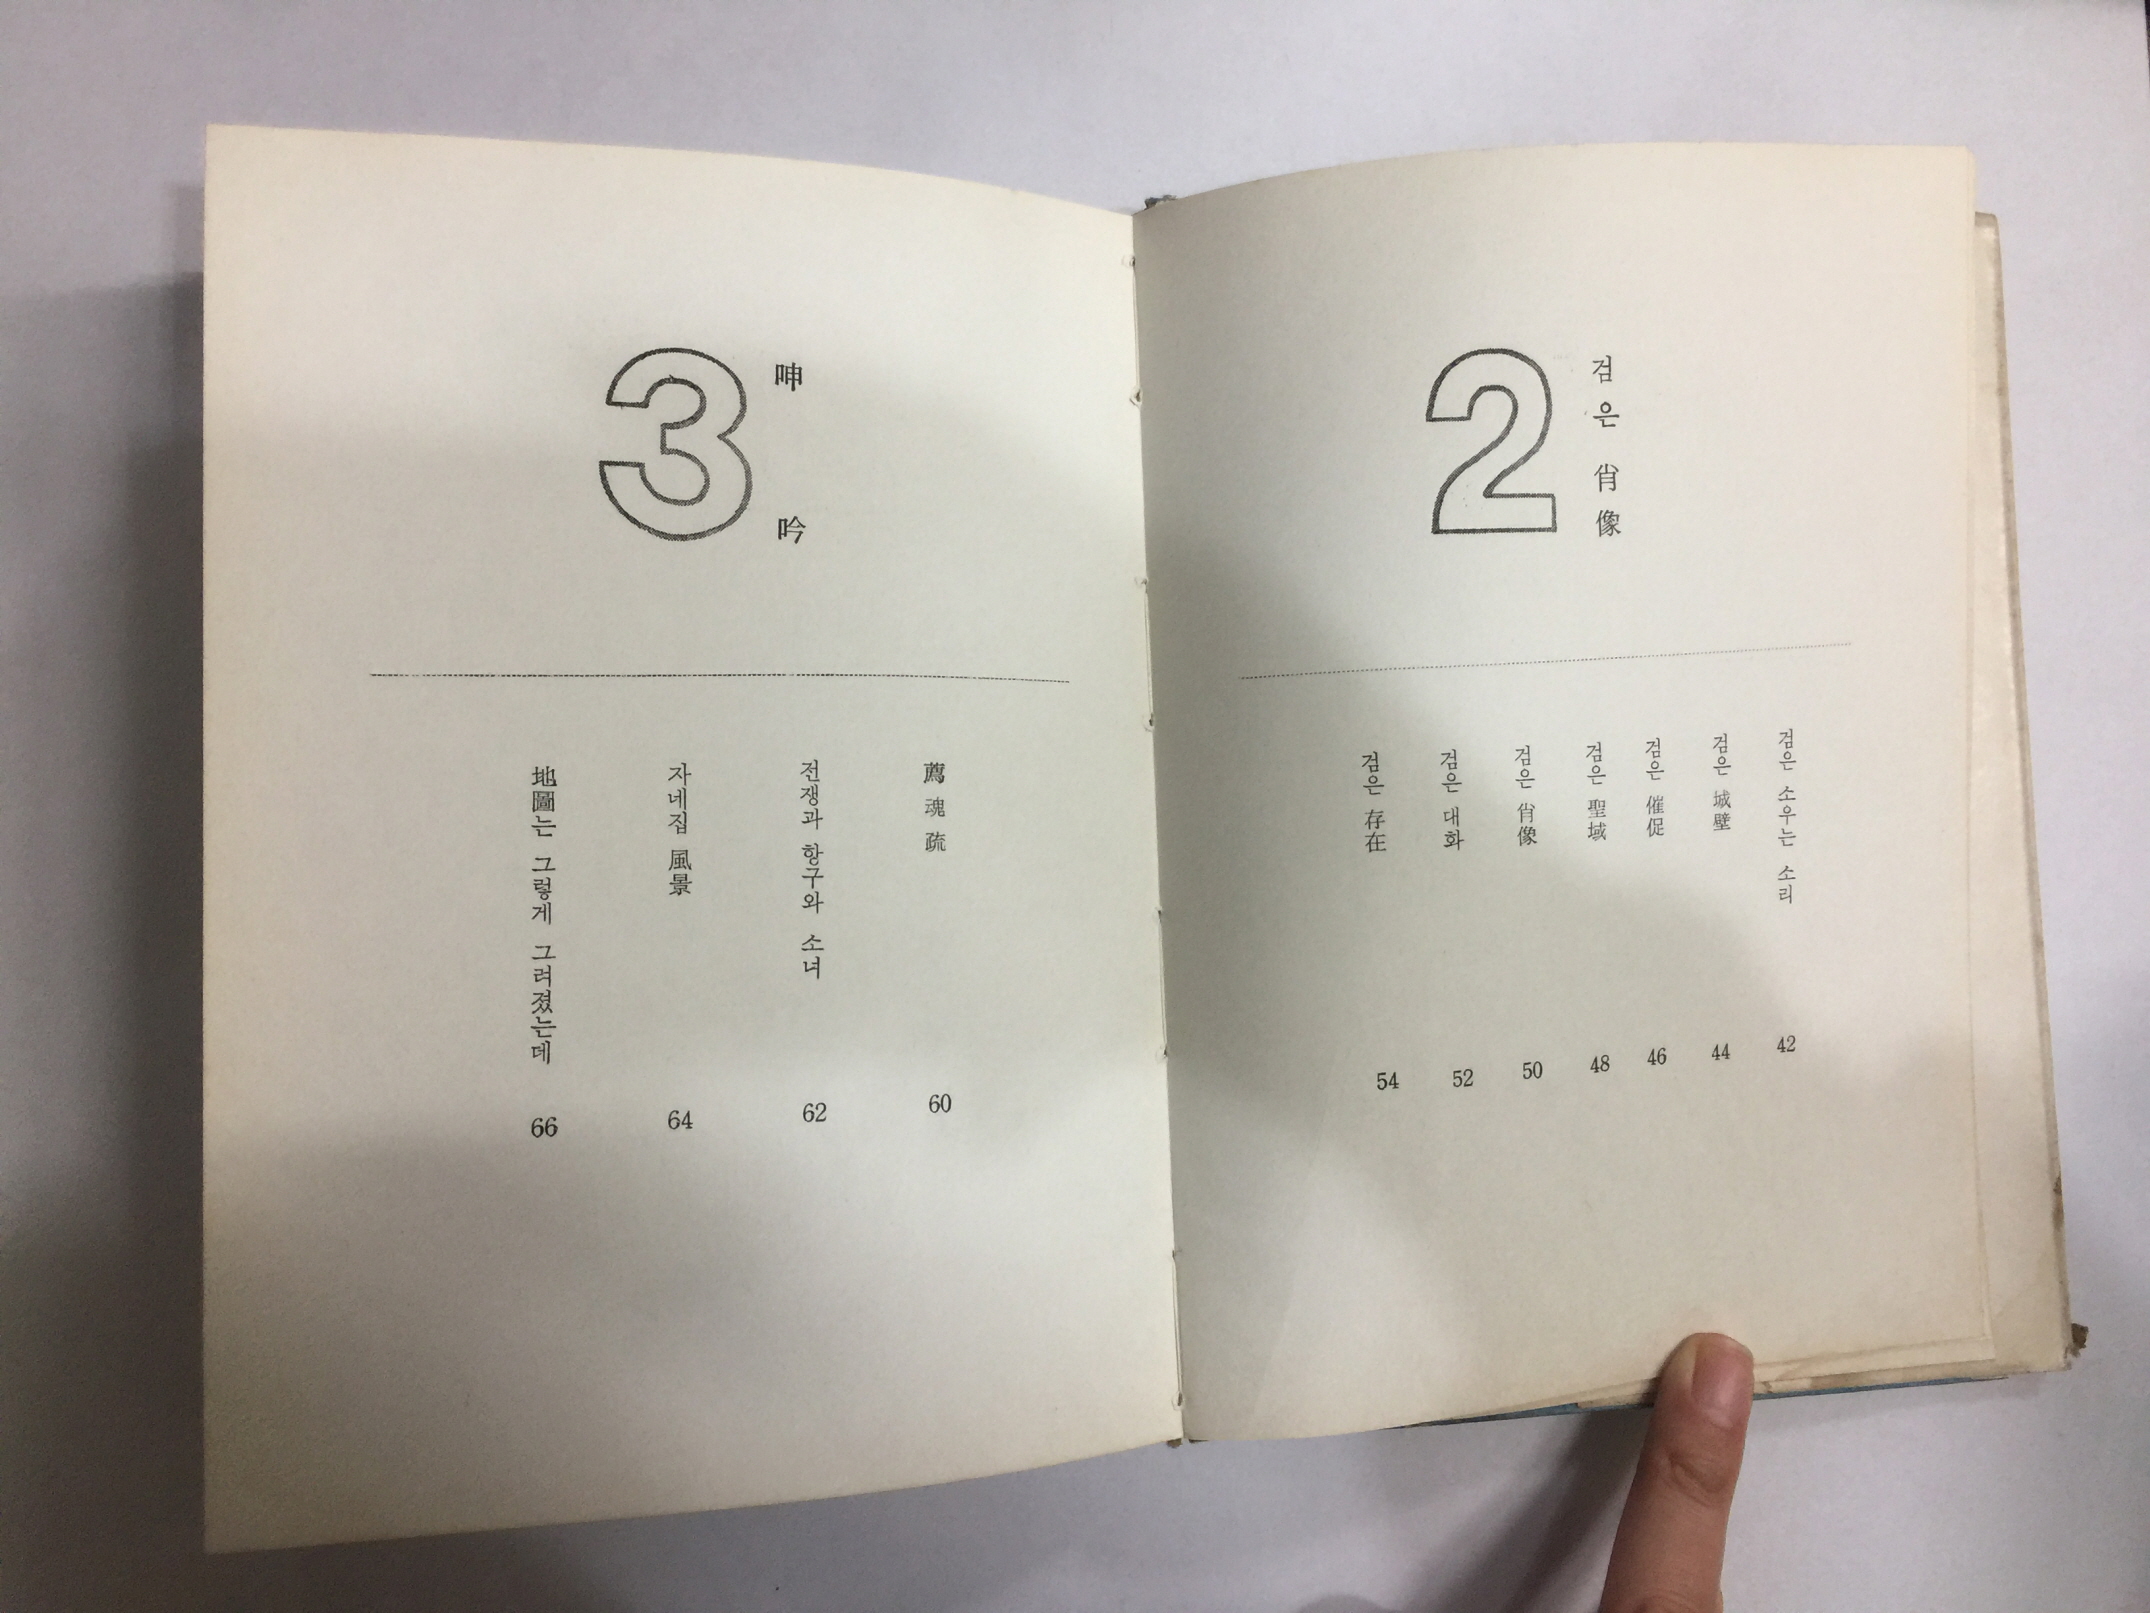 2
검은 肖像
검은 소우는 소리 42
검은 城壁 44
검은 催促 46
검은 聖域 48
검은 肖像 50
검은 대화 52
검은 存在 54
3
呻吟
薦魂疏 60
전쟁과 항구와 소녀 62
자네집 風景 64
地圖는 그렇게 그려졌는데 66